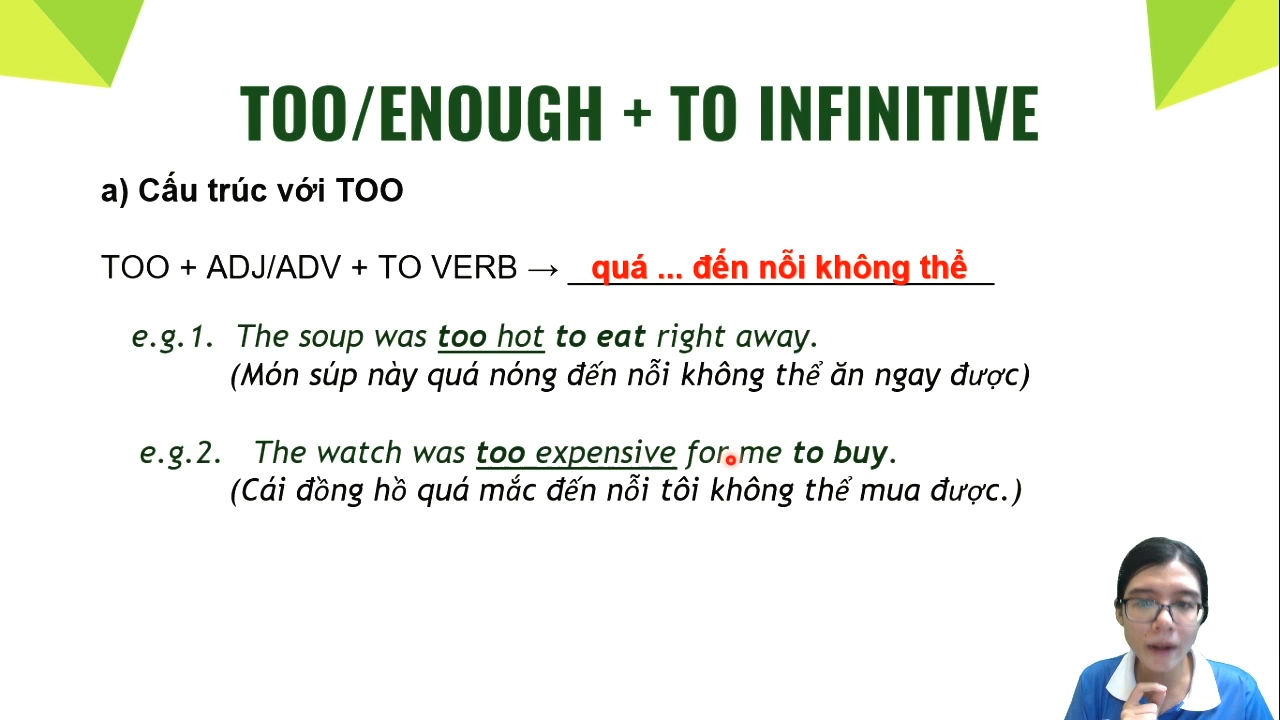 TOO/ENOUGH + TO INFINITIVE
a) Cấu trúc với TOO
TOO + ADJ/ADV + TO VERB → quá ... đến nỗi không thể
e.g.1. The soup was too hot to eat right away.
(Món súp này quá nóng đến nỗi không thể ăn ngay được)
e.g.2. The watch was too expensive for me to buy.
(Cái đồng hồ quá mắc đến nỗi tôi không thể mua được.)